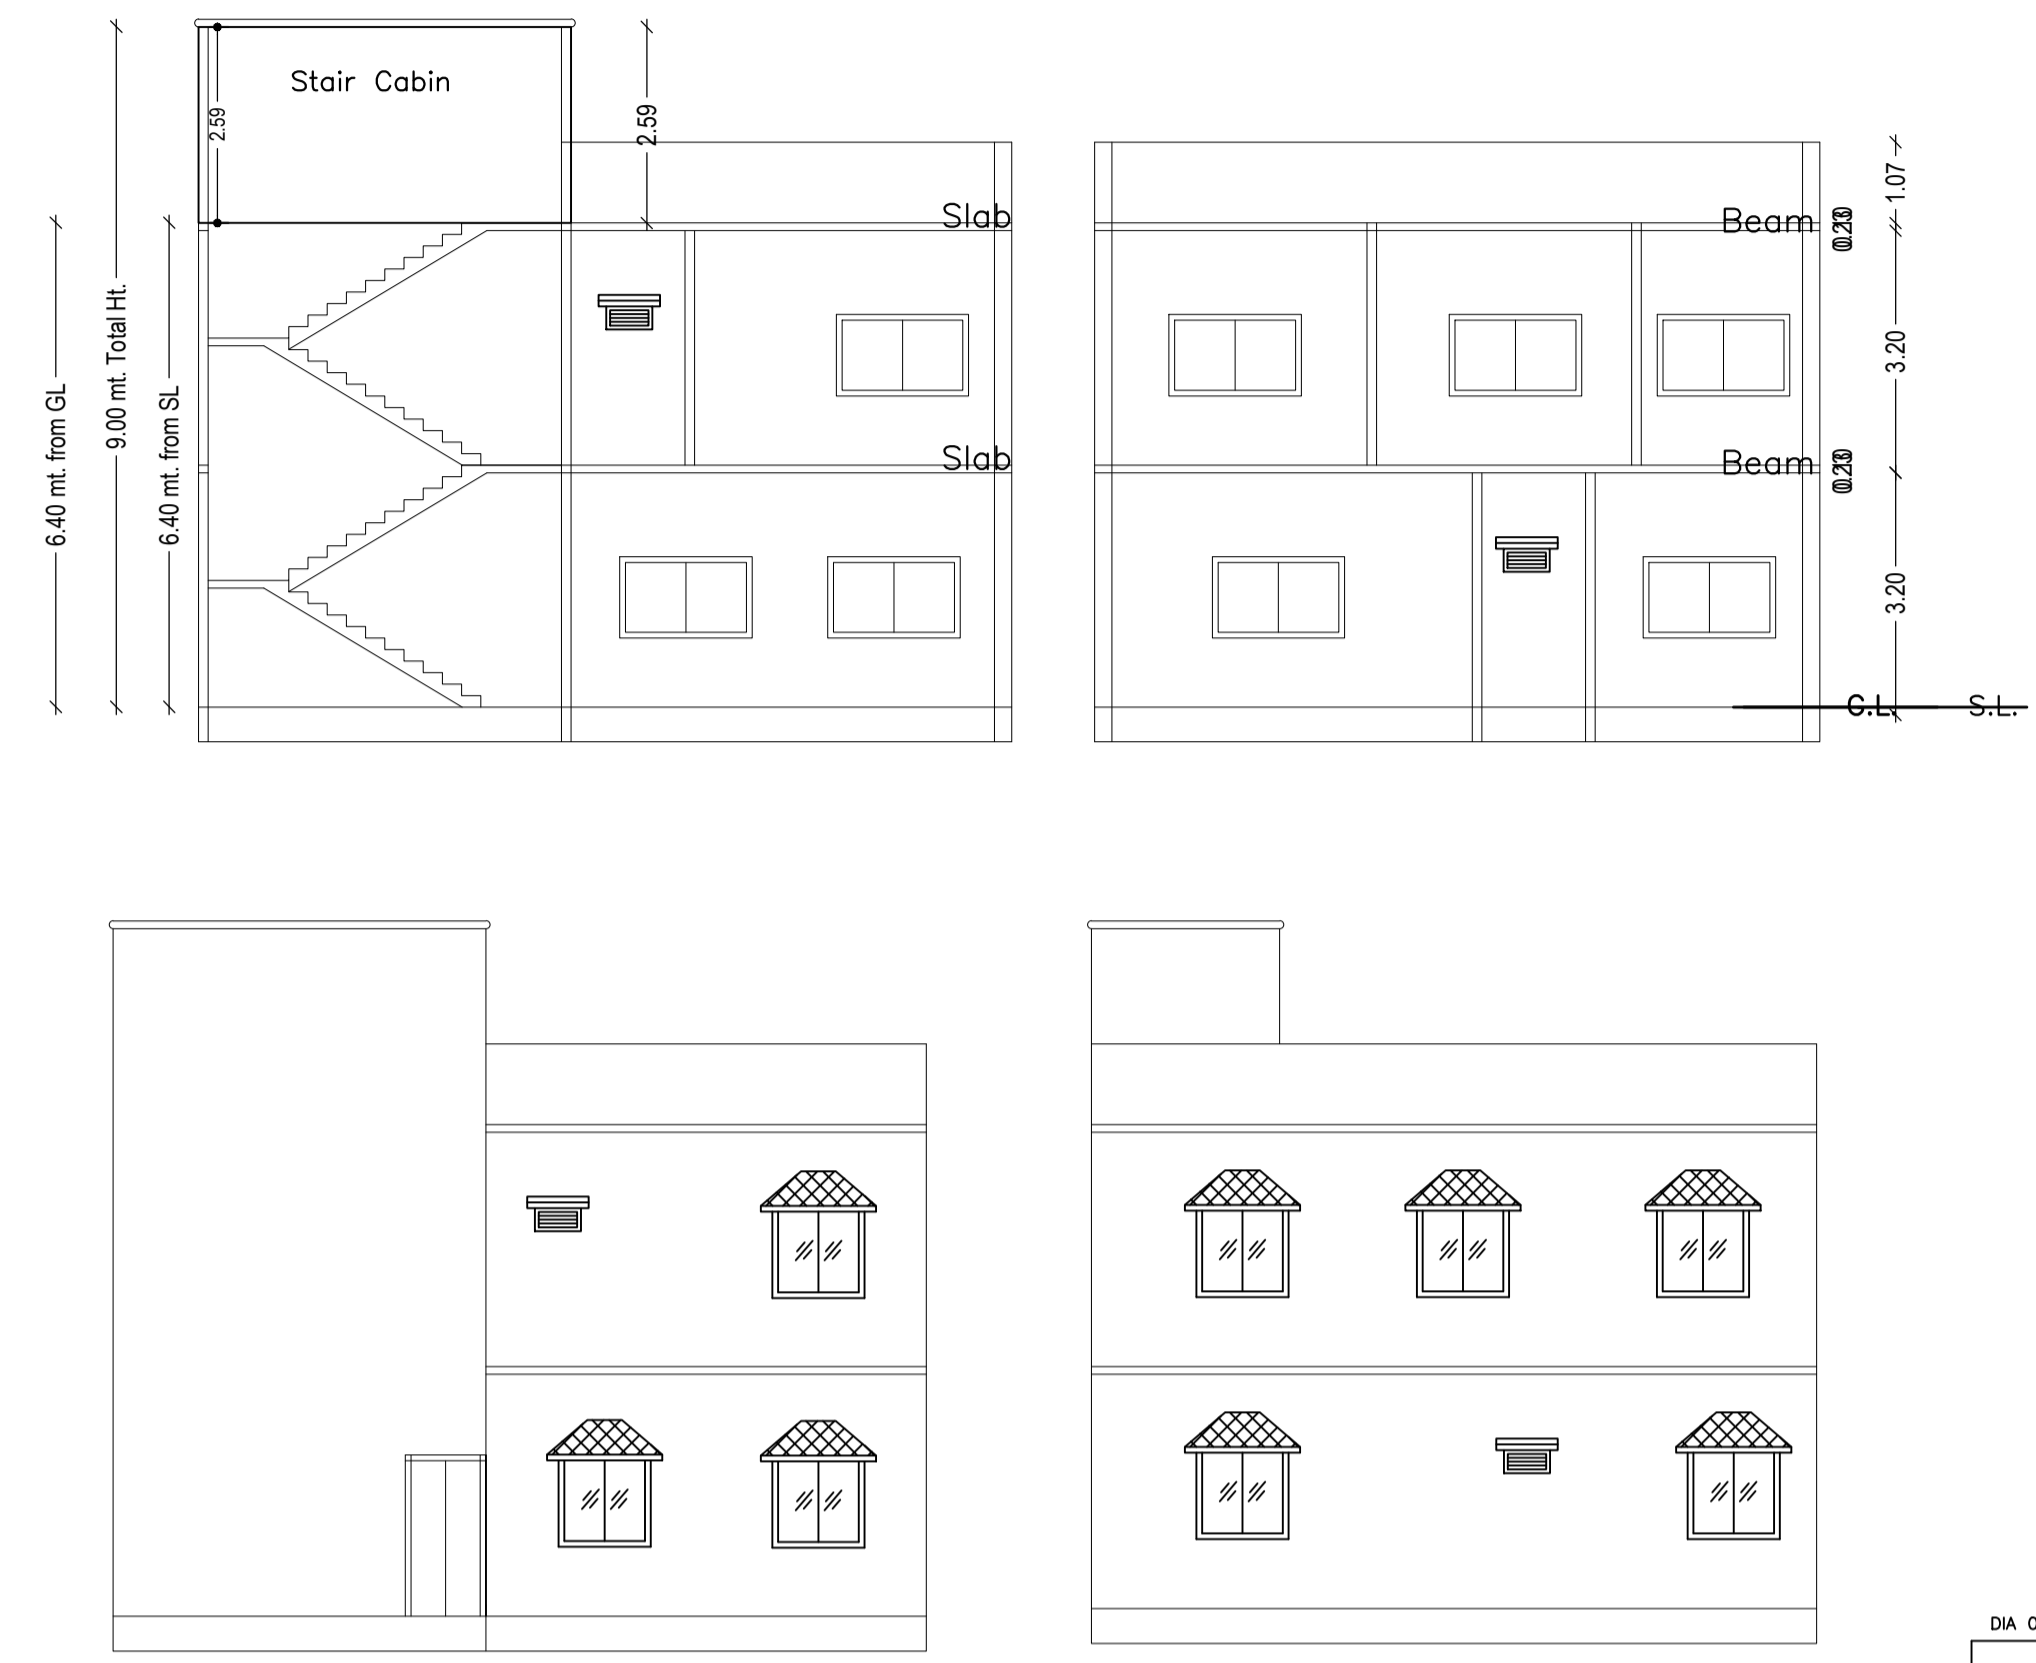 Stair Cabin
2.59
2.59
9.00 mt. Total Ht.
6.40 mt. from GL
6.40 mt. from SL
Slab
Slab
Beam
Beam
1.07
3.20
3.20
G.L.
S.L.
DIA